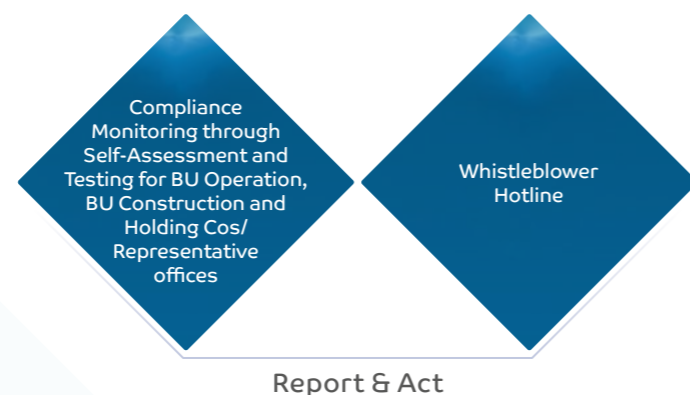 Compliance
Monitoring through
Self-Assessment and
Testing for BU Operation,
BU Construction and
Holding Cos/
Representative
offices
Whistleblower
Hotline
Report & Act